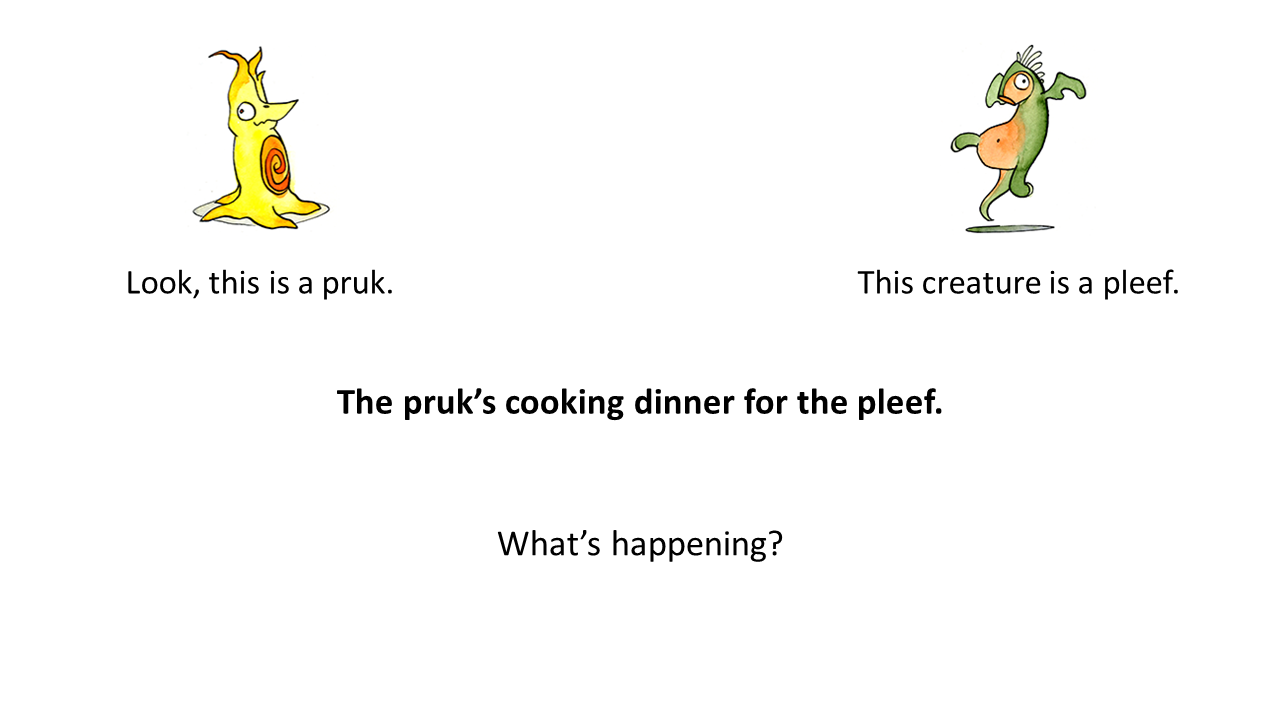 Look, this is a pruk.
This creature is a pleef.
The pruk’s cooking dinner for the pleef.
What’s happening?